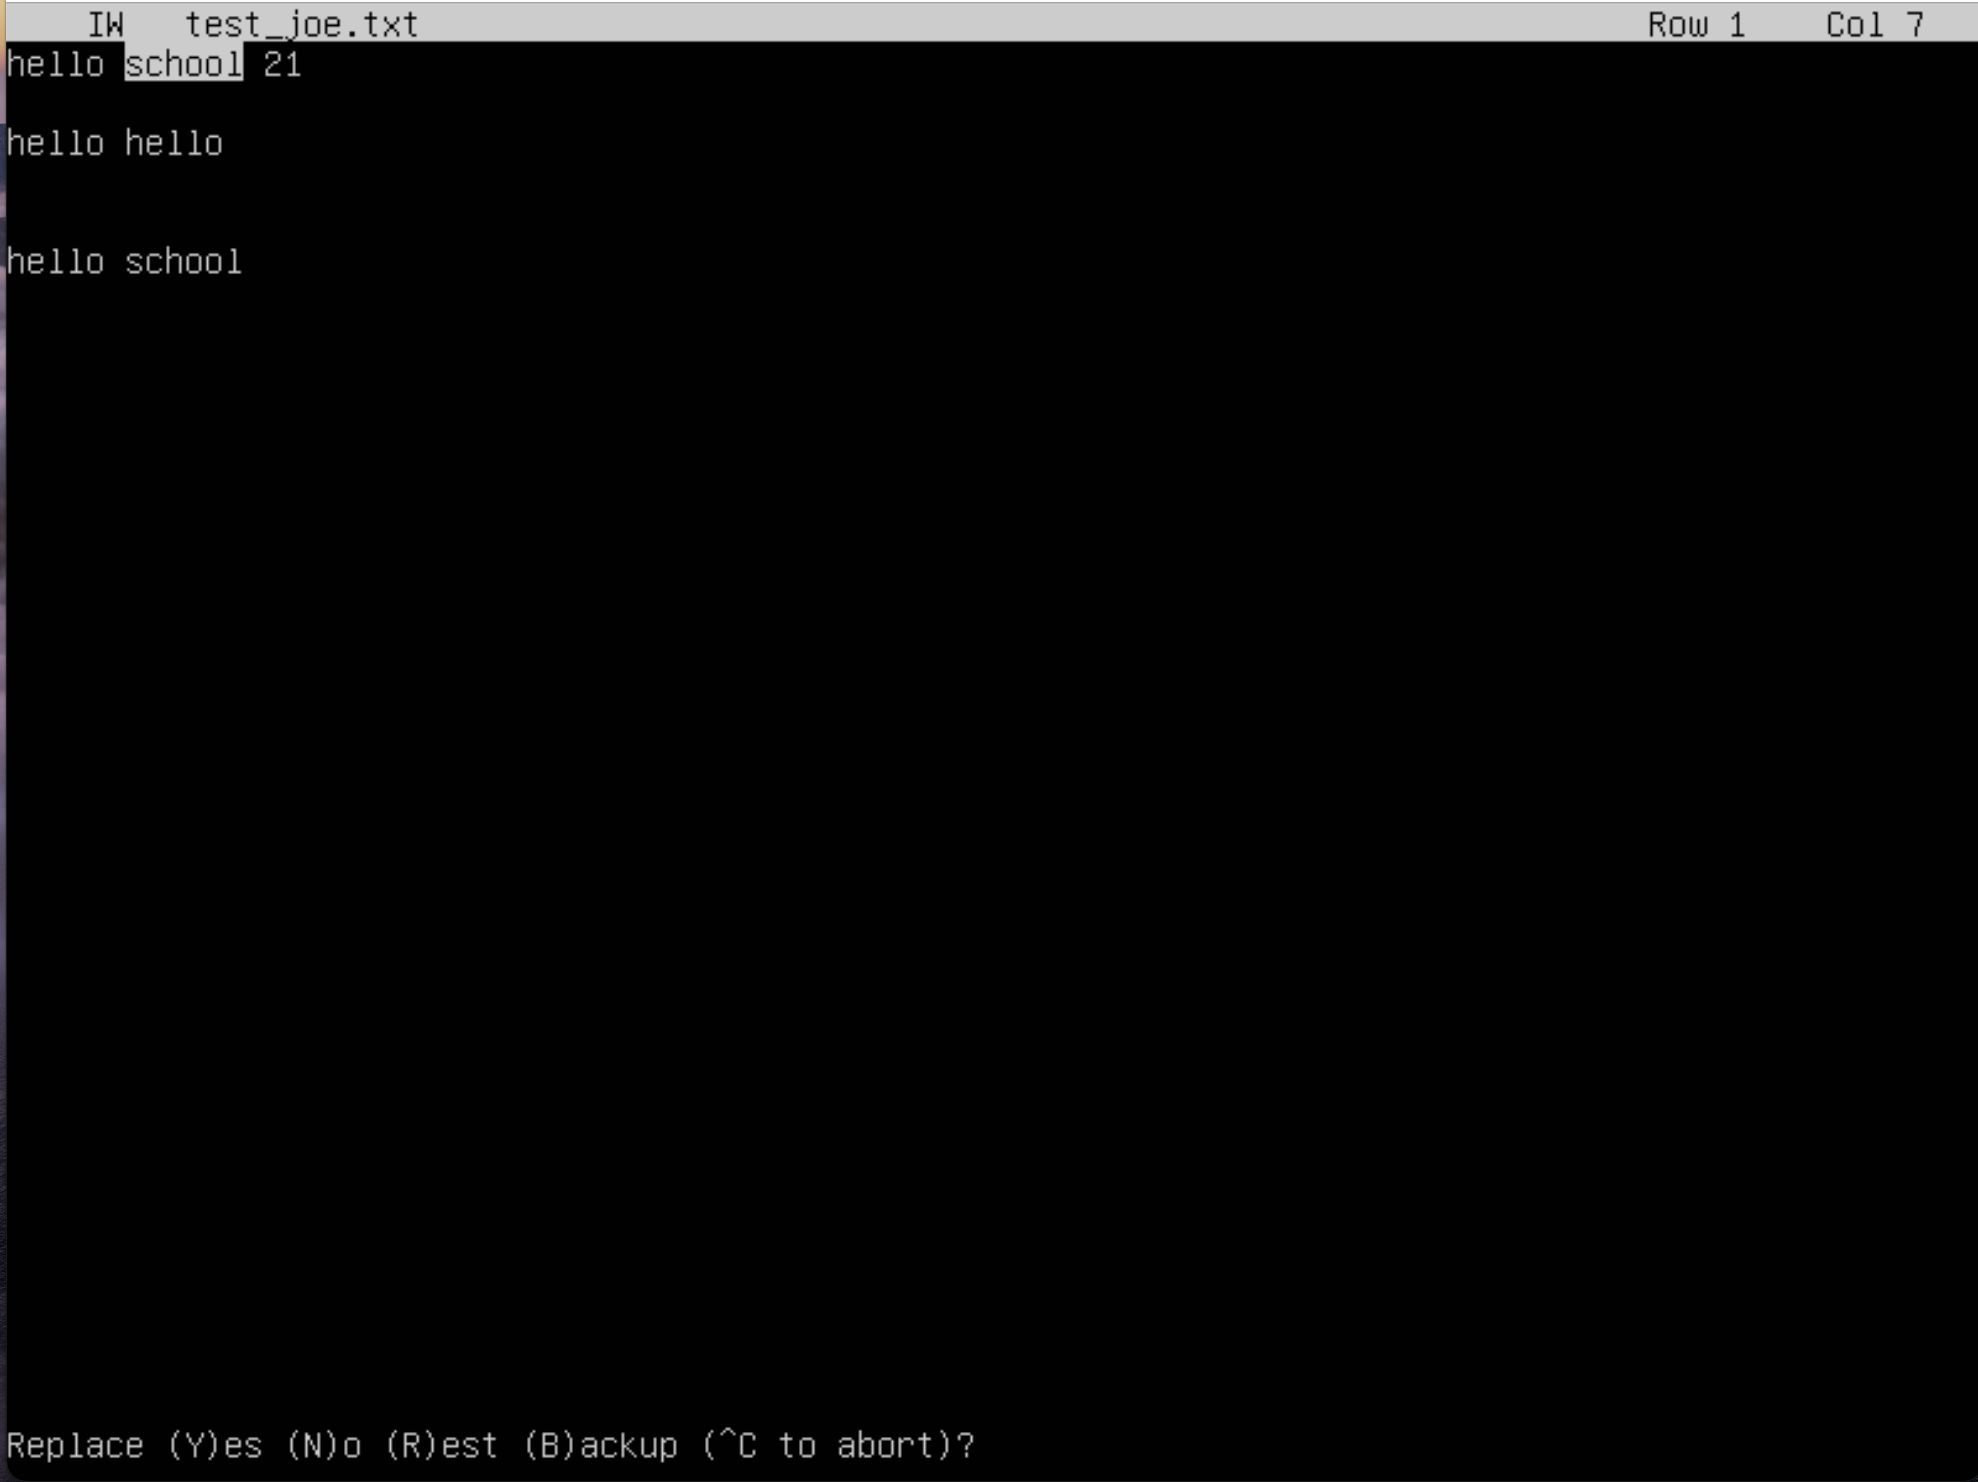 IW test_joe.txt Row 1 Col 7
hello school 21
hello hello
hello school
Replace (Y)es (N)o (R)est (B)ackup (^C to abort)?